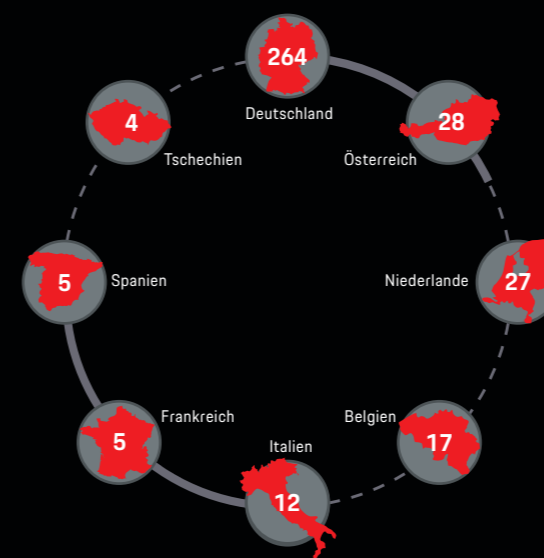 264
Deutschland
28
Österreich
27
Niederlande
17
Belgien
12
Italien
5
Frankreich
5
Spanien
4
Tschechien